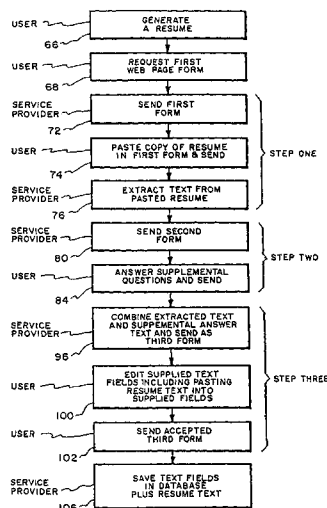 USER
GENERATE
A RESUME
66
USER
REQUEST FIRST
WEB PAGE FORM
68
SERVICE
PROVIDER
SEND FIRST
FORM
72
USER
PASTE COPY OF RESUME
IN FIRST FORM & SEND
74
SERVICE
PROVIDER
EXTRACT TEXT FROM
PASTED RESUME
76
STEP ONE
SERVICE
PROVIDER
SEND SECOND
FORM
80
USER
ANSWER SUPPLEMENTAL
QUESTIONS AND SEND
84
STEP TWO
SERVICE
PROVIDER
COMBINE EXTRACTED TEXT
AND SUPPEMENTAL ANSWER
TEXT AND SEND AS
THIRD FORM
96
USER
EDIT SUPPLIED TEXT
FIELDS INCLUDING PASTING
RESUME TEXT INTO
SUPPLIED FIELDS
100
USER
SEND ACCEPTED
THIRD FORM
102
STEP THREE
SERVICE
PROVIDER
SAVE TEXT FIELDS
IN DATABASE
PLUS RESUME TEXT